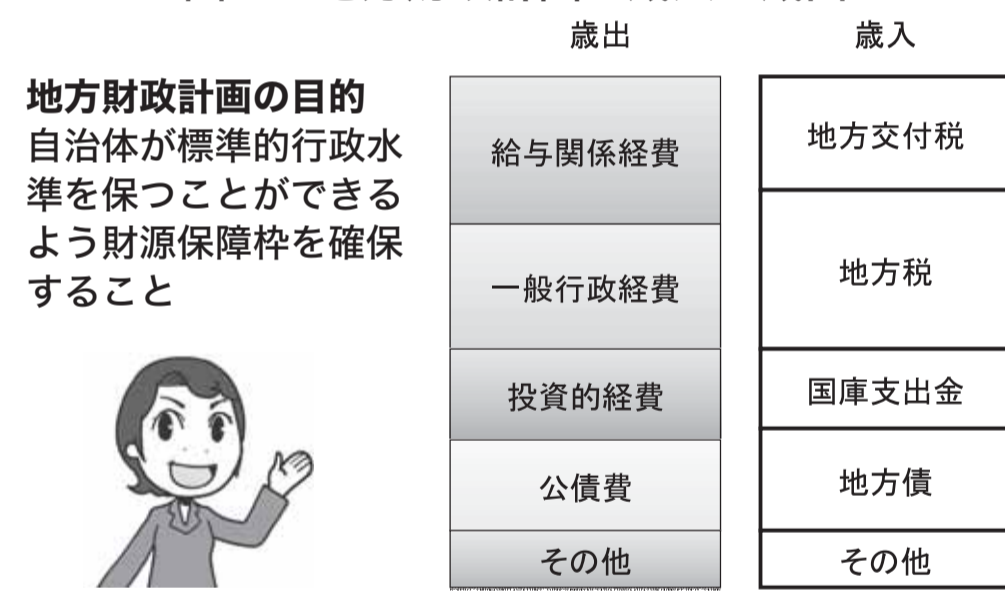 歳出
歳入
地方財政計画の目的
自治体が標準的行政水
準を保つことができる
よう財源保障枠を確保
すること
給与関係経費
一般行政経費
投資的経費
公債費
その他
地方交付税
地方税
国庫支出金
地方債
その他